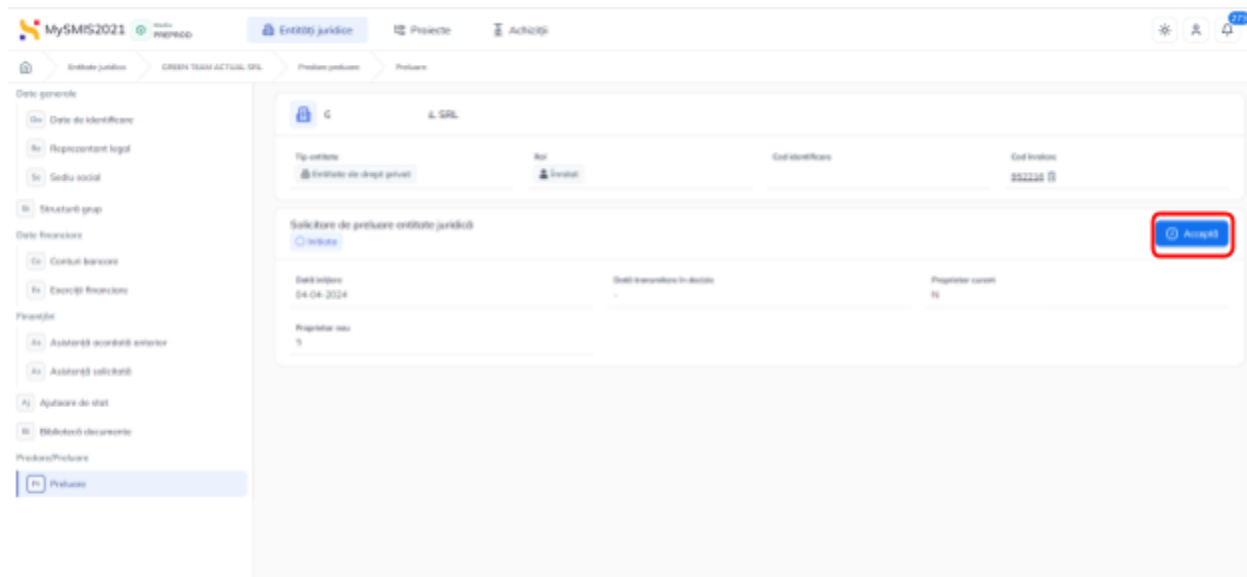 MySMIS2021 PREPROD Entități juridice Proiecte Achiziții
Entitate juridica GREEN TEAM ACTUAL SRL Predare preluare Preluare
Date generale
Date de identificare
Reprezentant legal
Sediu social
Structură grup
Date financiare
Conturi bancare
Exerciții financiare
Finanțări
Asistență acordată anterior
Asistență solicitată
Ajutoare de stat
Bibliotecă documente
Predare/Preluare
Preluare
SRL
Tip entitate Rol Cod identificare Cod înrolare
Entitate de drept privat Înrolat 952216
Solicitare de preluare entitate juridică
Inițiata
Acceptă
Dată inițiere Dată transmitere în decizie Proprietar curent
04-04-2024 - N
Proprietar nou